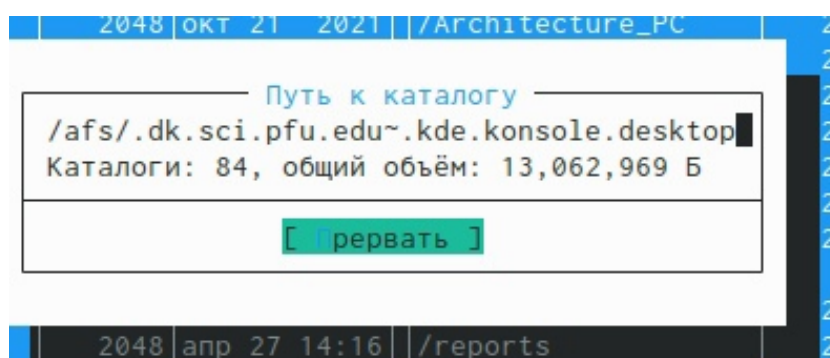 2048 окт 21 2021 /Architecture_PC
Путь к каталогу
/afs/.dk.sci.pfu.edu~.kde.konsole.desktop
Каталоги: 84, общий объём: 13,062,969 Б
[ Прервать ]
2048 апр 27 14:16 /reports